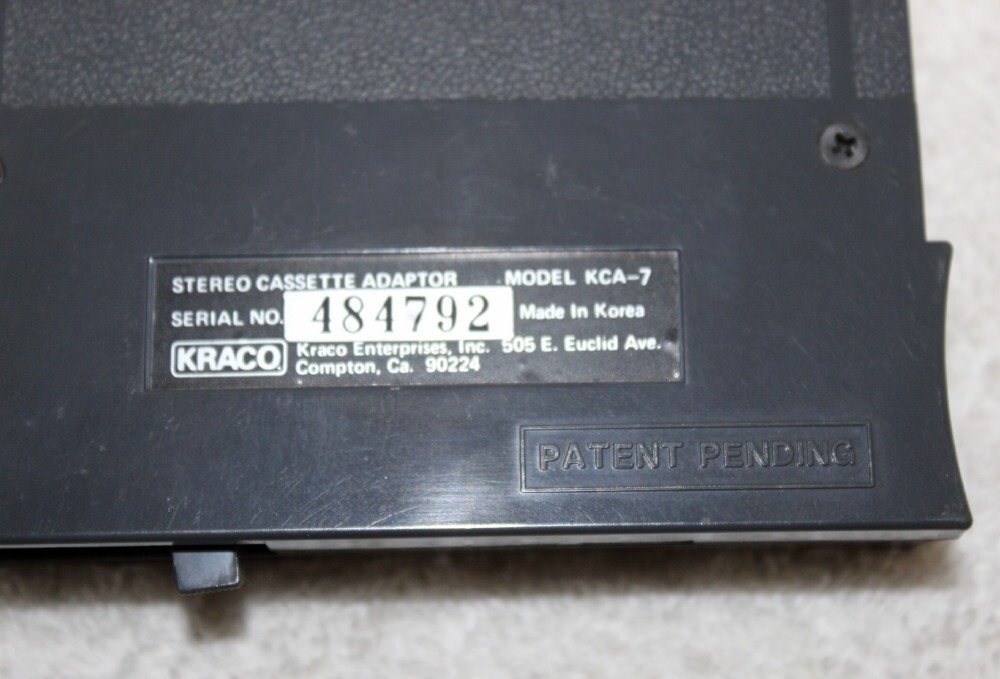 STEREO CASSETTE ADAPTOR MODEL KCA-7
SERIAL NO. 484792 Made In Korea
KRACO Kraco Enterprises, Inc. 505 E. Euclid Ave.
Compton, Ca. 90224
PATENT PENDING